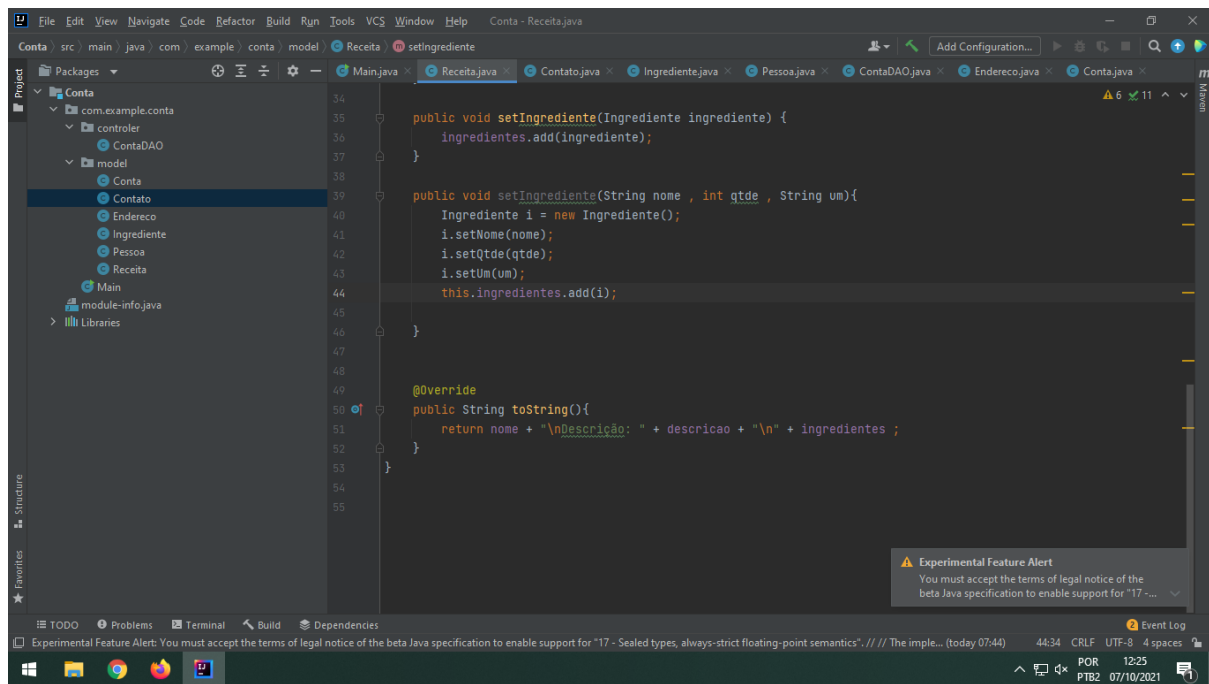 File Edit View Navigate Code Refactor Build Run Tools VCS Window Help Conta - Receita.java
Conta src main java com example conta model Receita setIngrediente Add Configuration...
Project Packages Main.java Receita.java Contato.java Ingrediente.java Pessoa.java ContaDAO.java Endereco.java Conta.java Maven
Conta
com.example.conta
controler
ContaDAO
model
Conta
Contato
Endereco
Ingrediente
Pessoa
Receita
Main
module-info.java
Libraries
6 11
34
35 public void setIngrediente(Ingrediente ingrediente) {
36 ingredientes.add(ingrediente);
37 }
38
39 public void setIngrediente(String nome , int qtde , String um){
40 Ingrediente i = new Ingrediente();
41 i.setNome(nome);
42 i.setQtde(qtde);
43 i.setUm(um);
44 this.ingredientes.add(i);
45
46 }
47
48
49 @Override
50 public String toString(){
51 return nome + "\nDescrição: " + descricao + "\n" + ingredientes ;
52 }
53 }
54
55
Structure
Favorites
Experimental Feature Alert
You must accept the terms of legal notice of the
beta Java specification to enable support for "17 -...
TODO Problems Terminal Build Dependencies 2 Event Log
Experimental Feature Alert: You must accept the terms of legal notice of the beta Java specification to enable support for "17 - Sealed types, always-strict floating-point semantics". // // The imple... (today 07:44) 44:34 CRLF UTF-8 4 spaces
POR 12:25
PTB2 07/10/2021 1